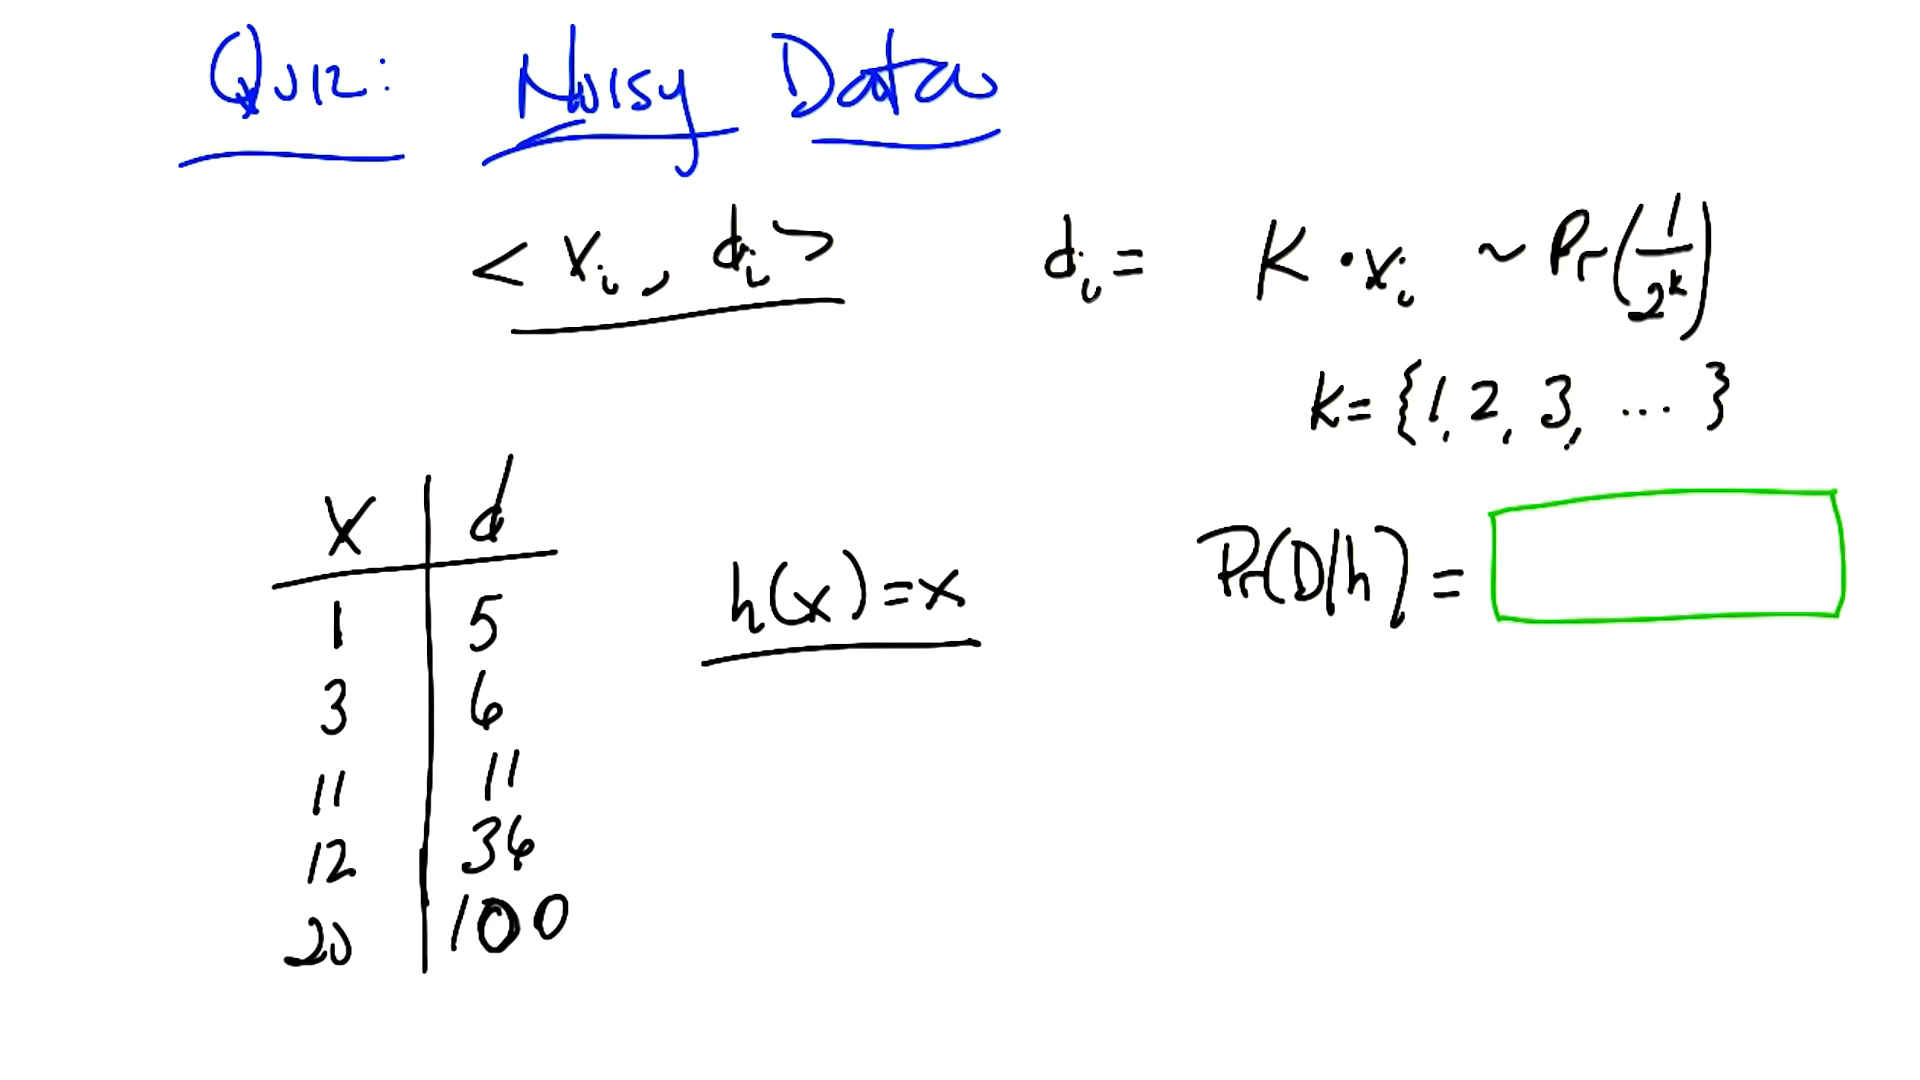 Quiz: Noisy Data
< xᵢ, dᵢ > dᵢ = k · xᵢ ~ Pr(1/2ᵏ)
k = {1, 2, 3, ... }
x d
1 5
3 6
11 11
12 36
20 100
h(x) = x
Pr(D|h) =